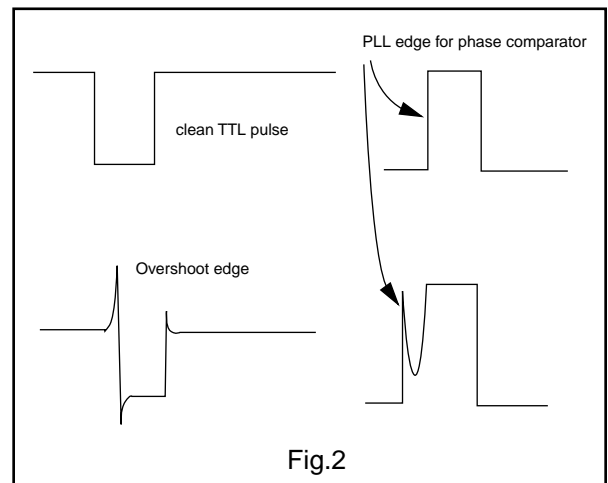 PLL edge for phase comparator
clean TTL pulse
Overshoot edge
Fig.2